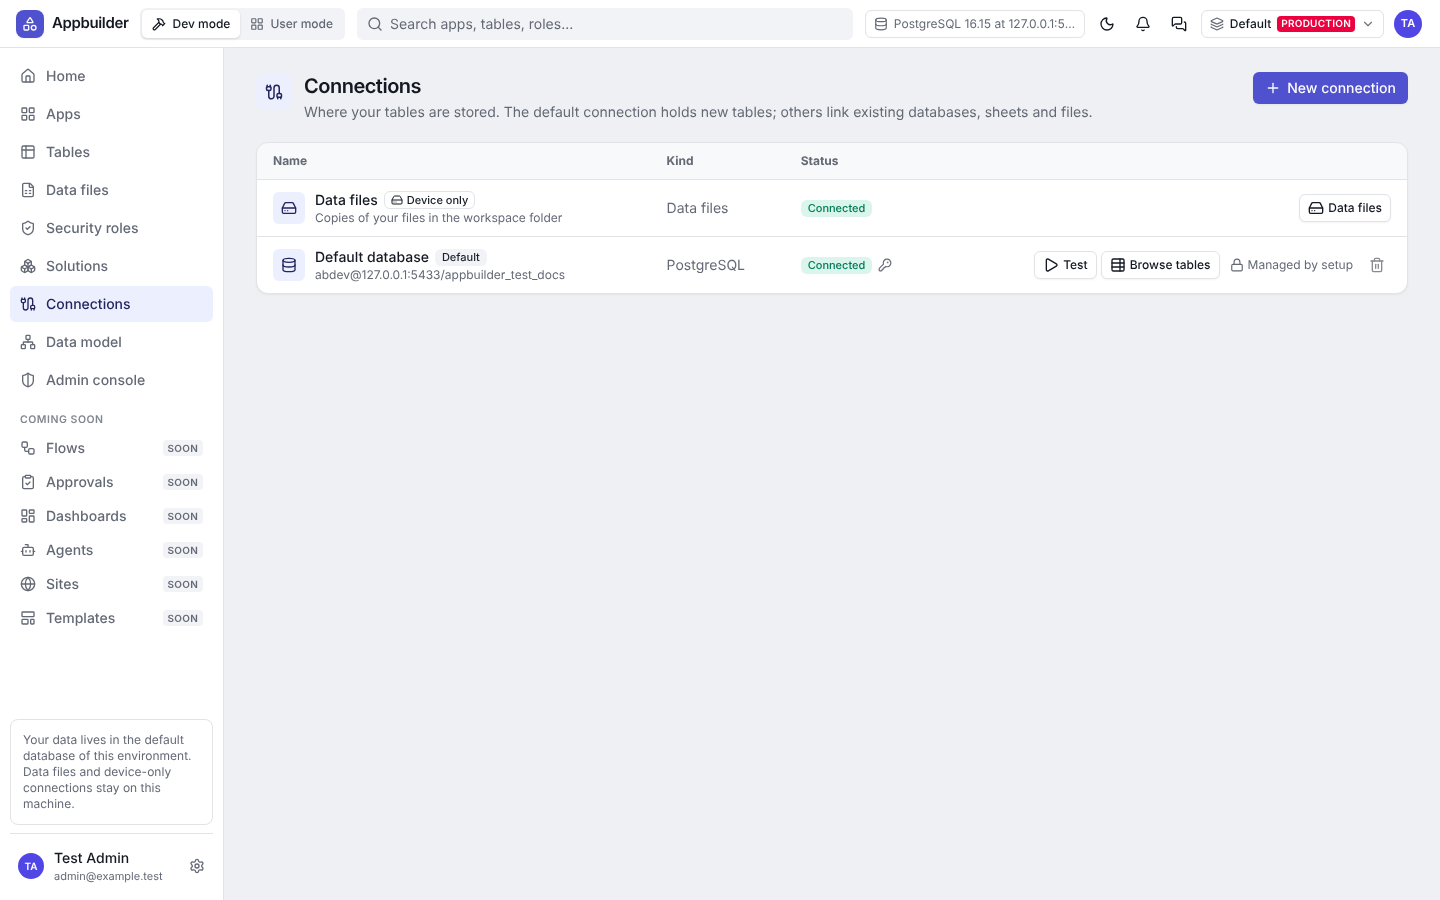 Appbuilder
Dev mode
User mode
Search apps, tables, roles...
PostgreSQL 16.15 at 127.0.0.1:5...
Default PRODUCTION
TA
Home
Apps
Tables
Data files
Security roles
Solutions
Connections
Data model
Admin console
COMING SOON
Flows SOON
Approvals SOON
Dashboards SOON
Agents SOON
Sites SOON
Templates SOON
Your data lives in the default
database of this environment.
Data files and device-only
connections stay on this
machine.
TA
Test Admin
admin@example.test
Connections
Where your tables are stored. The default connection holds new tables; others link existing databases, sheets and files.
New connection
Name Kind Status
Data files Device only
Copies of your files in the workspace folder
Data files
Connected
Data files
Default database Default
abdev@127.0.0.1:5433/appbuilder_test_docs
PostgreSQL
Connected
Test
Browse tables
Managed by setup